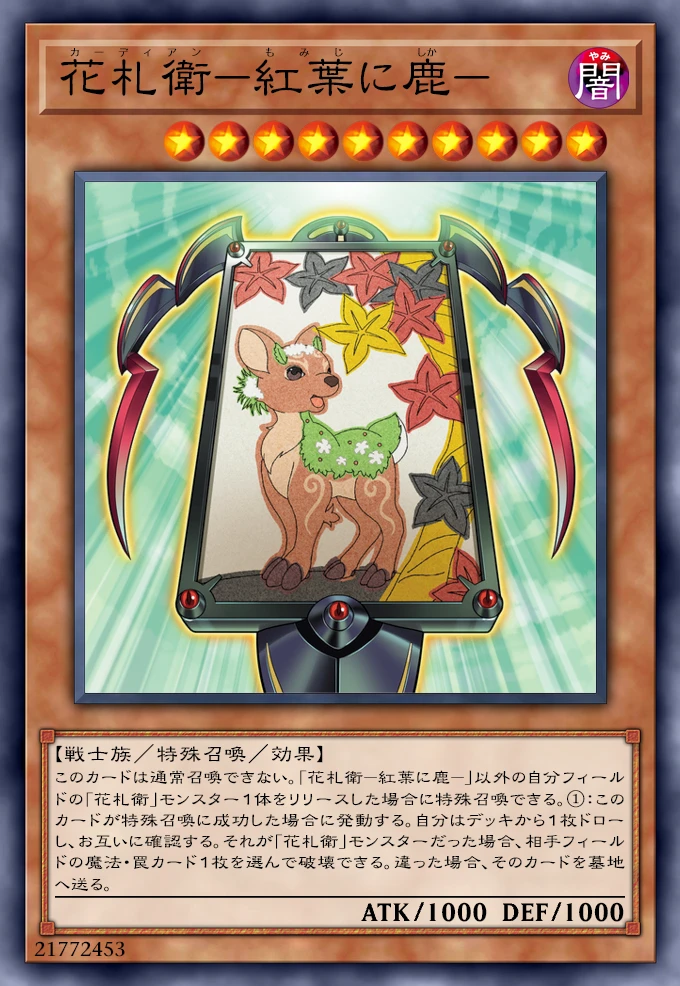 カーディアン もみじ しか
花札衛－紅葉に鹿－
やみ
闇
【戦士族／特殊召喚／効果】
このカードは通常召喚できない。「花札衛－紅葉に鹿－」以外の自分フィール
ドの「花札衛」モンスター１体をリリースした場合に特殊召喚できる。①：この
カードが特殊召喚に成功した場合に発動する。自分はデッキから１枚ドロー
し、お互いに確認する。それが「花札衛」モンスターだった場合、相手フィール
ドの魔法・罠カード１枚を選んで破壊できる。違った場合、そのカードを墓地
へ送る。
ATK/1000 DEF/1000
21772453